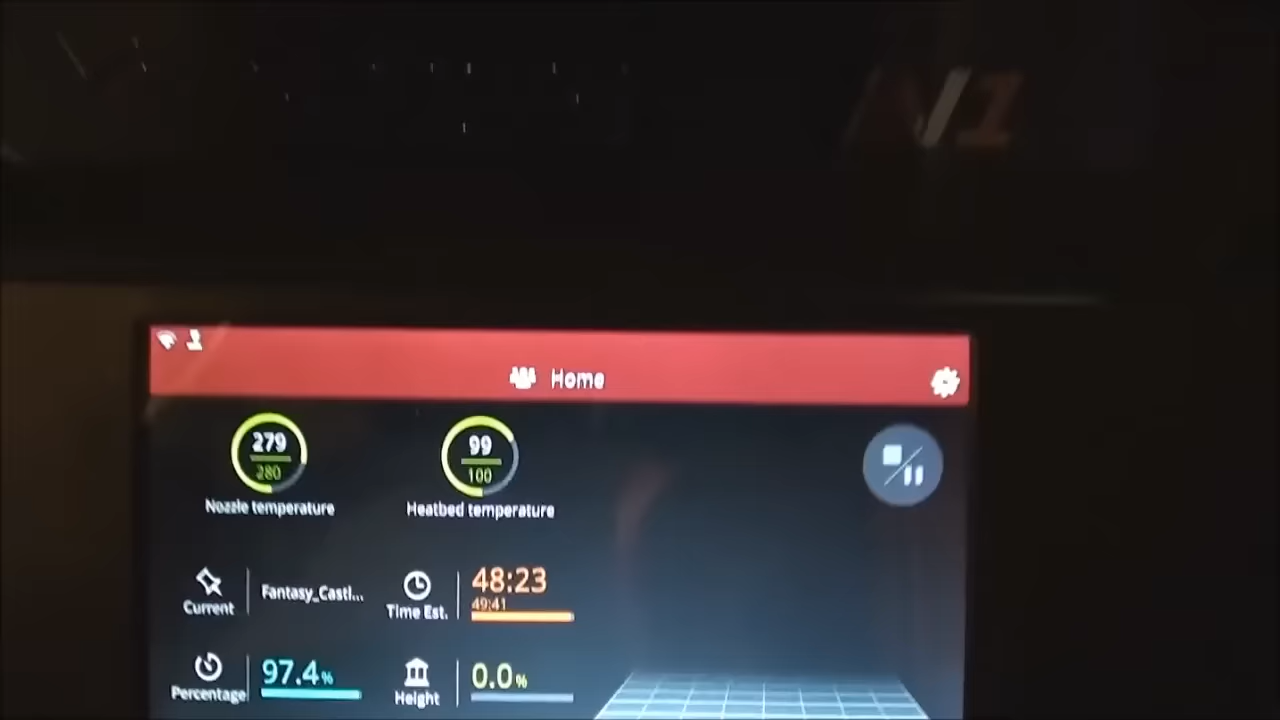 V1
Home
279
280
Nozzle temperature
99
100
Heatbed temperature
Current
Fantasy_Castl...
Time Est.
48:23
49:41
Percentage
97.4%
Height
0.0%